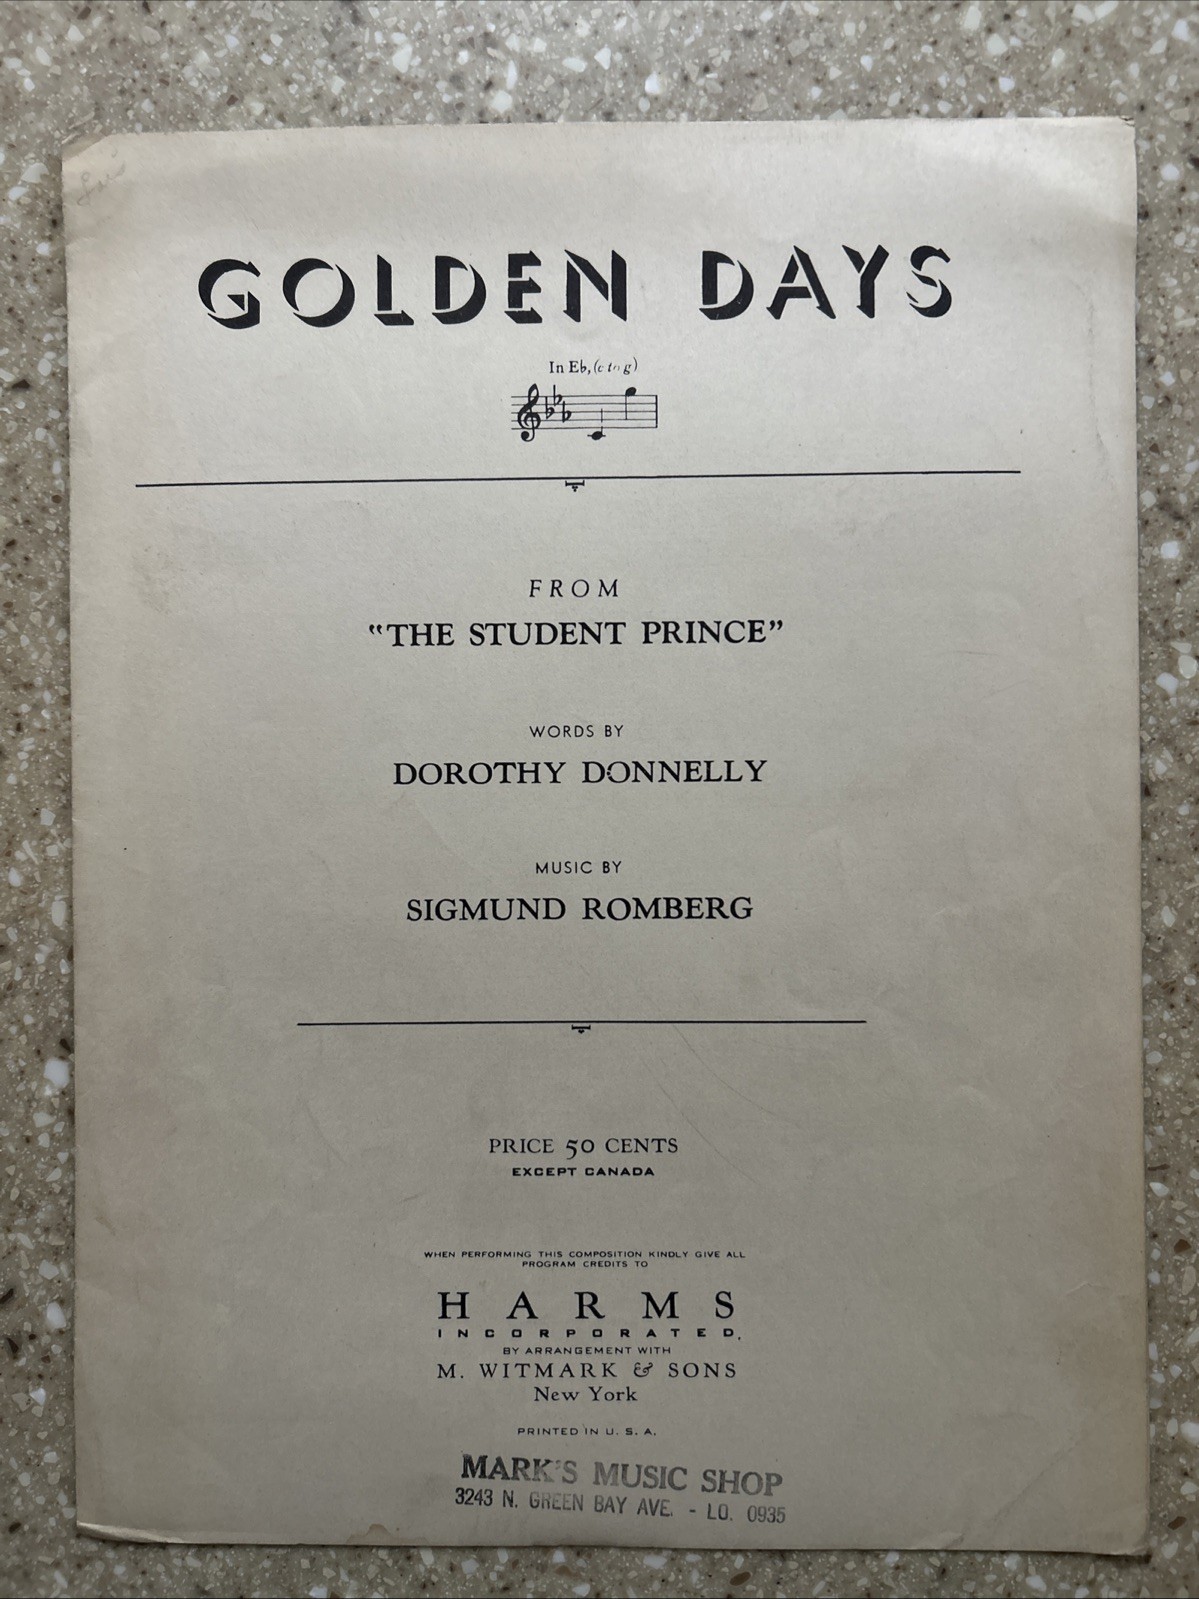 GOLDEN DAYS
In E♭, (c to g)
FROM
"THE STUDENT PRINCE"
WORDS BY
DOROTHY DONNELLY
MUSIC BY
SIGMUND ROMBERG
PRICE 50 CENTS
EXCEPT CANADA
WHEN PERFORMING THIS COMPOSITION KINDLY GIVE ALL
PROGRAM CREDITS TO
HARMS
INCORPORATED,
BY ARRANGEMENT WITH
M. WITMARK & SONS
New York
PRINTED IN U. S. A.
MARK'S MUSIC SHOP
3243 N. GREEN BAY AVE. - LO. 0935